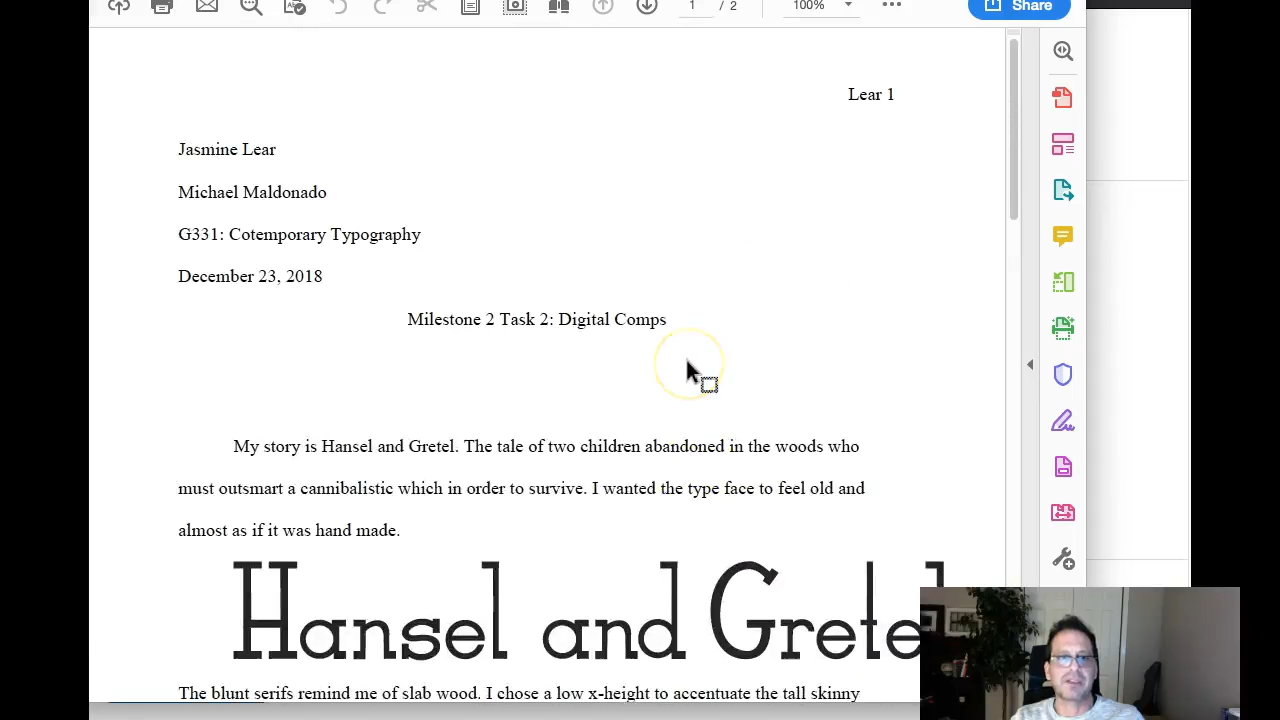 1 / 2 100% Share
Lear 1
Jasmine Lear
Michael Maldonado
G331: Cotemporary Typography
December 23, 2018
Milestone 2 Task 2: Digital Comps
My story is Hansel and Gretel. The tale of two children abandoned in the woods who
must outsmart a cannibalistic which in order to survive. I wanted the type face to feel old and
almost as if it was hand made.
Hansel and Gretel
The blunt serifs remind me of slab wood. I chose a low x-height to accentuate the tall skinny